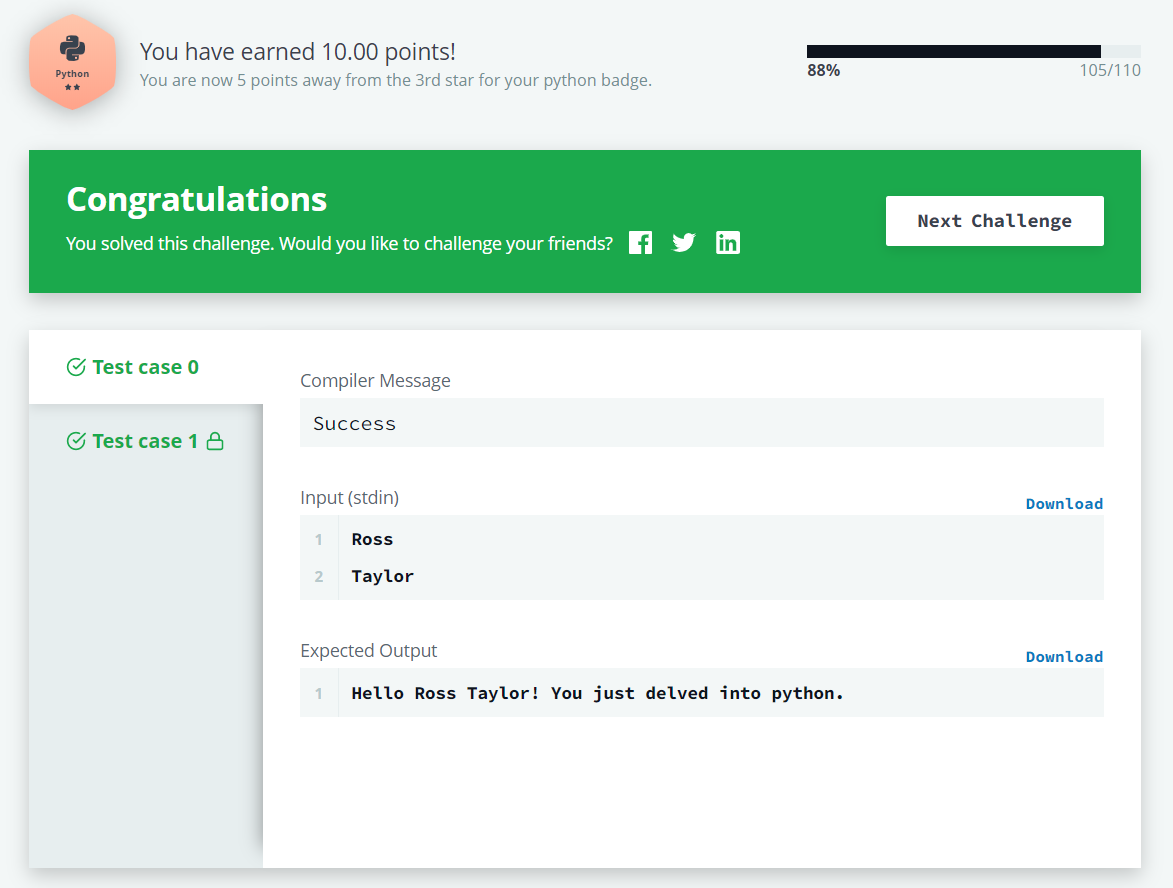 Python
You have earned 10.00 points!
You are now 5 points away from the 3rd star for your python badge.
88%
105/110
Congratulations
You solved this challenge. Would you like to challenge your friends?
Next Challenge
Test case 0
Test case 1
Compiler Message
Success
Input (stdin)
Download
1 Ross
2 Taylor
Expected Output
Download
1 Hello Ross Taylor! You just delved into python.